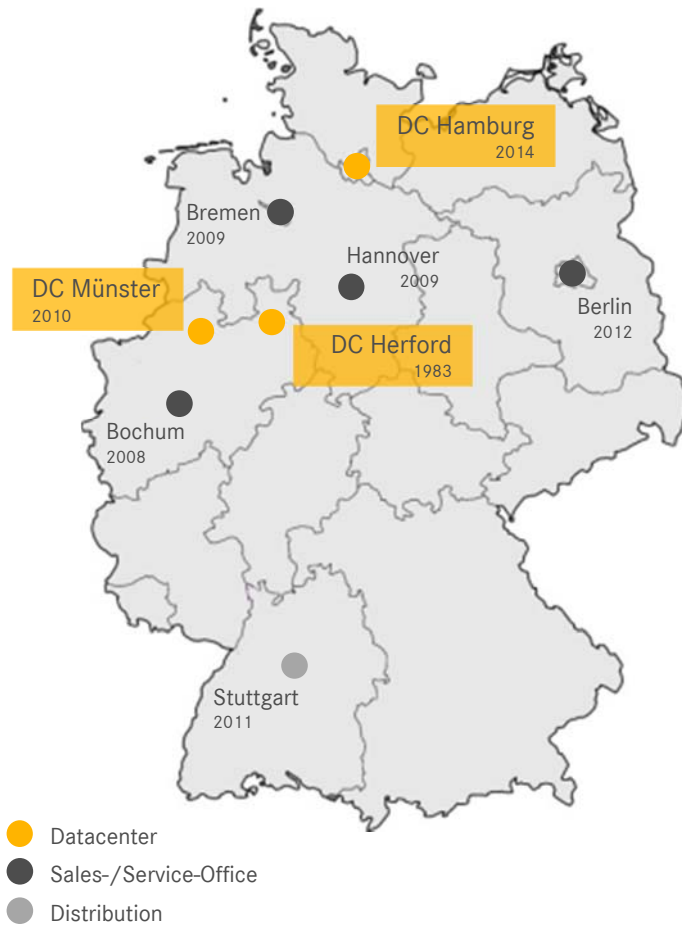 DC Hamburg
2014
Bremen
2009
Hannover
2009
DC Münster
2010
Berlin
2012
DC Herford
1983
Bochum
2008
Stuttgart
2011
Datacenter
Sales-/Service-Office
Distribution